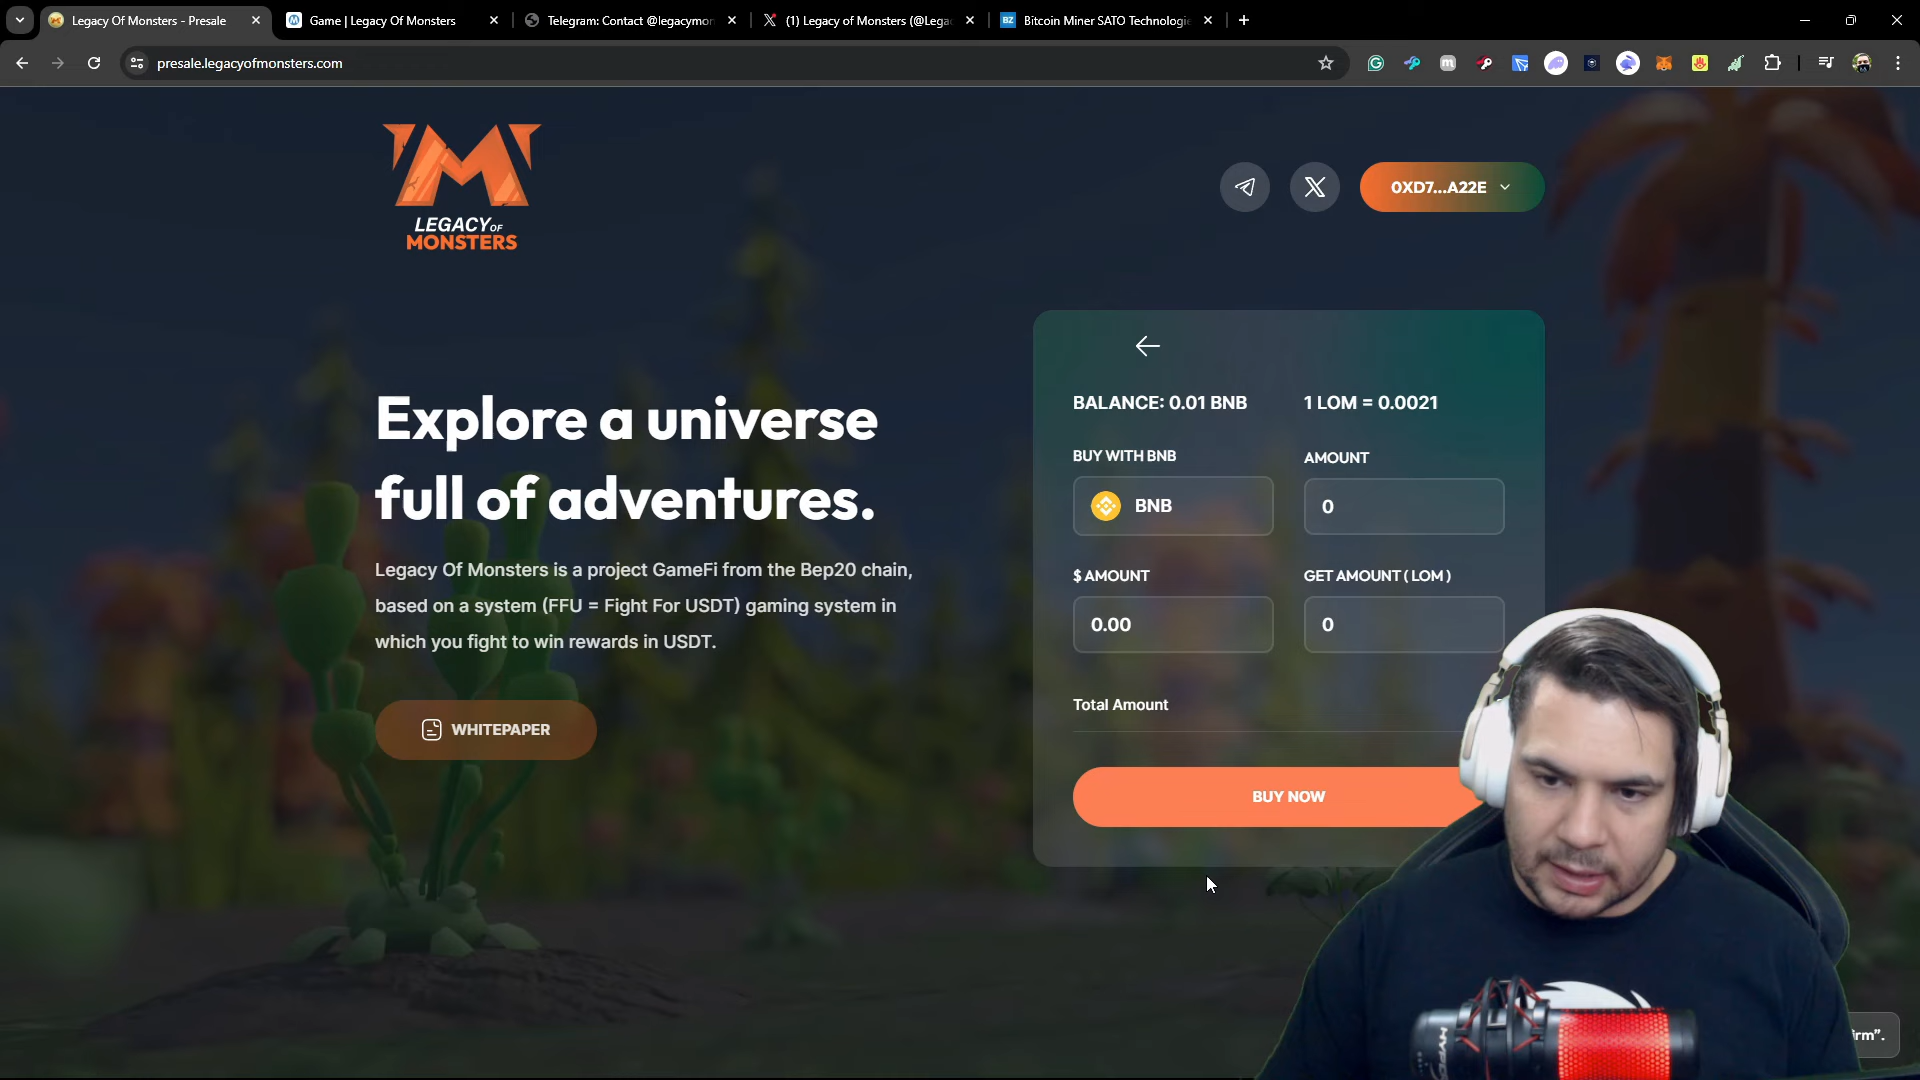 Legacy Of Monsters - Presale
Game | Legacy Of Monsters
Telegram: Contact @legacymon
(1) Legacy of Monsters (@Lega
BZ
Bitcoin Miner SATO Technologie
presale.legacyofmonsters.com
LEGACY OF
MONSTERS
0XD7...A22E
Explore a universe
full of adventures.
Legacy Of Monsters is a project GameFi from the Bep20 chain,
based on a system (FFU = Fight For USDT) gaming system in
which you fight to win rewards in USDT.
WHITEPAPER
BALANCE: 0.01 BNB
1 LOM = 0.0021
BUY WITH BNB
AMOUNT
BNB
0
$ AMOUNT
GET AMOUNT ( LOM )
0.00
0
Total Amount
BUY NOW
irm".